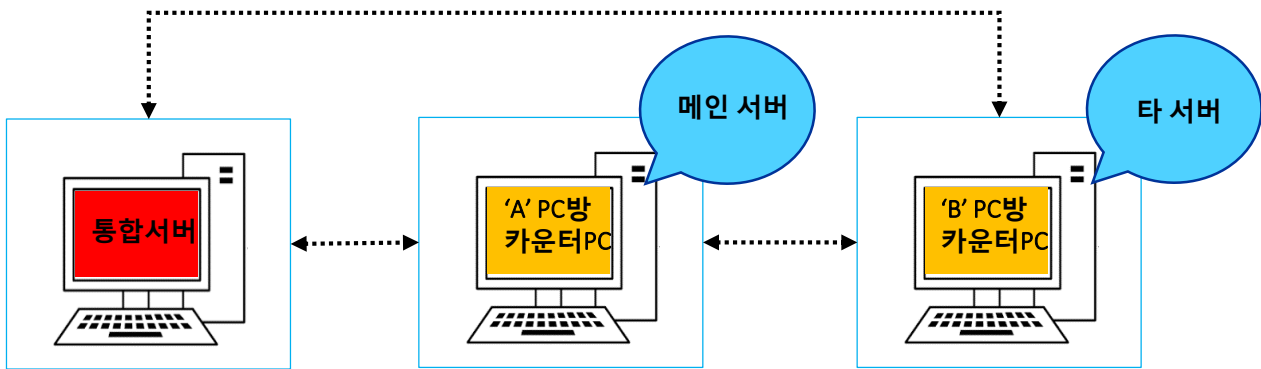 메인 서버
타 서버
통합서버
‘A’ PC방
카운터PC
‘B’ PC방
카운터PC